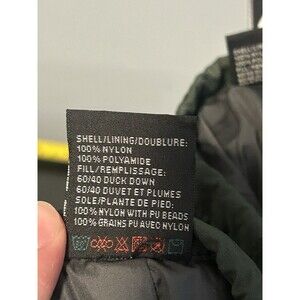 SHELL/LINING/DOUBLURE:
100% NYLON
100% POLYAMIDE
FILL/REMPLISSAGE:
60/40 DUCK DOWN
60/40 DUVET ET PLUMES
SOLE/PLANTE DE PIED:
100% NYLON WITH PU BEADS
100% GRAINS PU AVEC NYLON